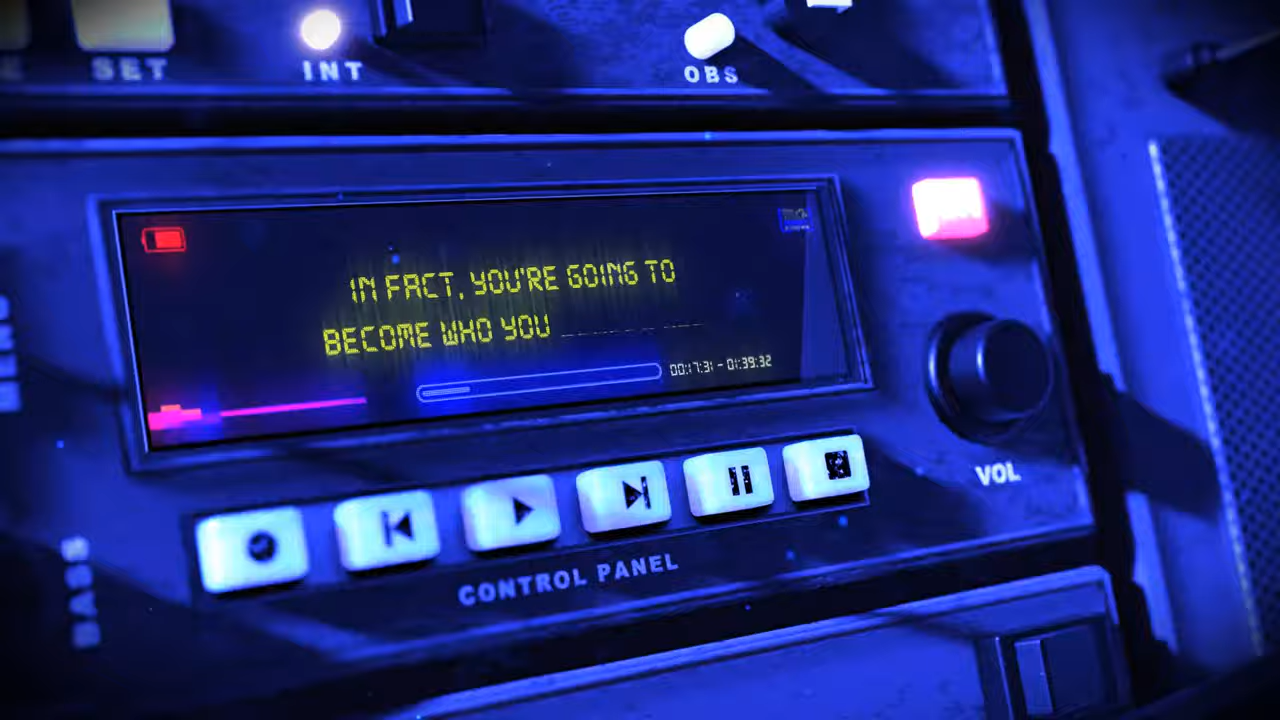 SET
INT
OBS
IN FACT, YOU'RE GOING TO
BECOME WHO YOU
00:17:31 - 01:39:32
VOL
CONTROL PANEL
BASS